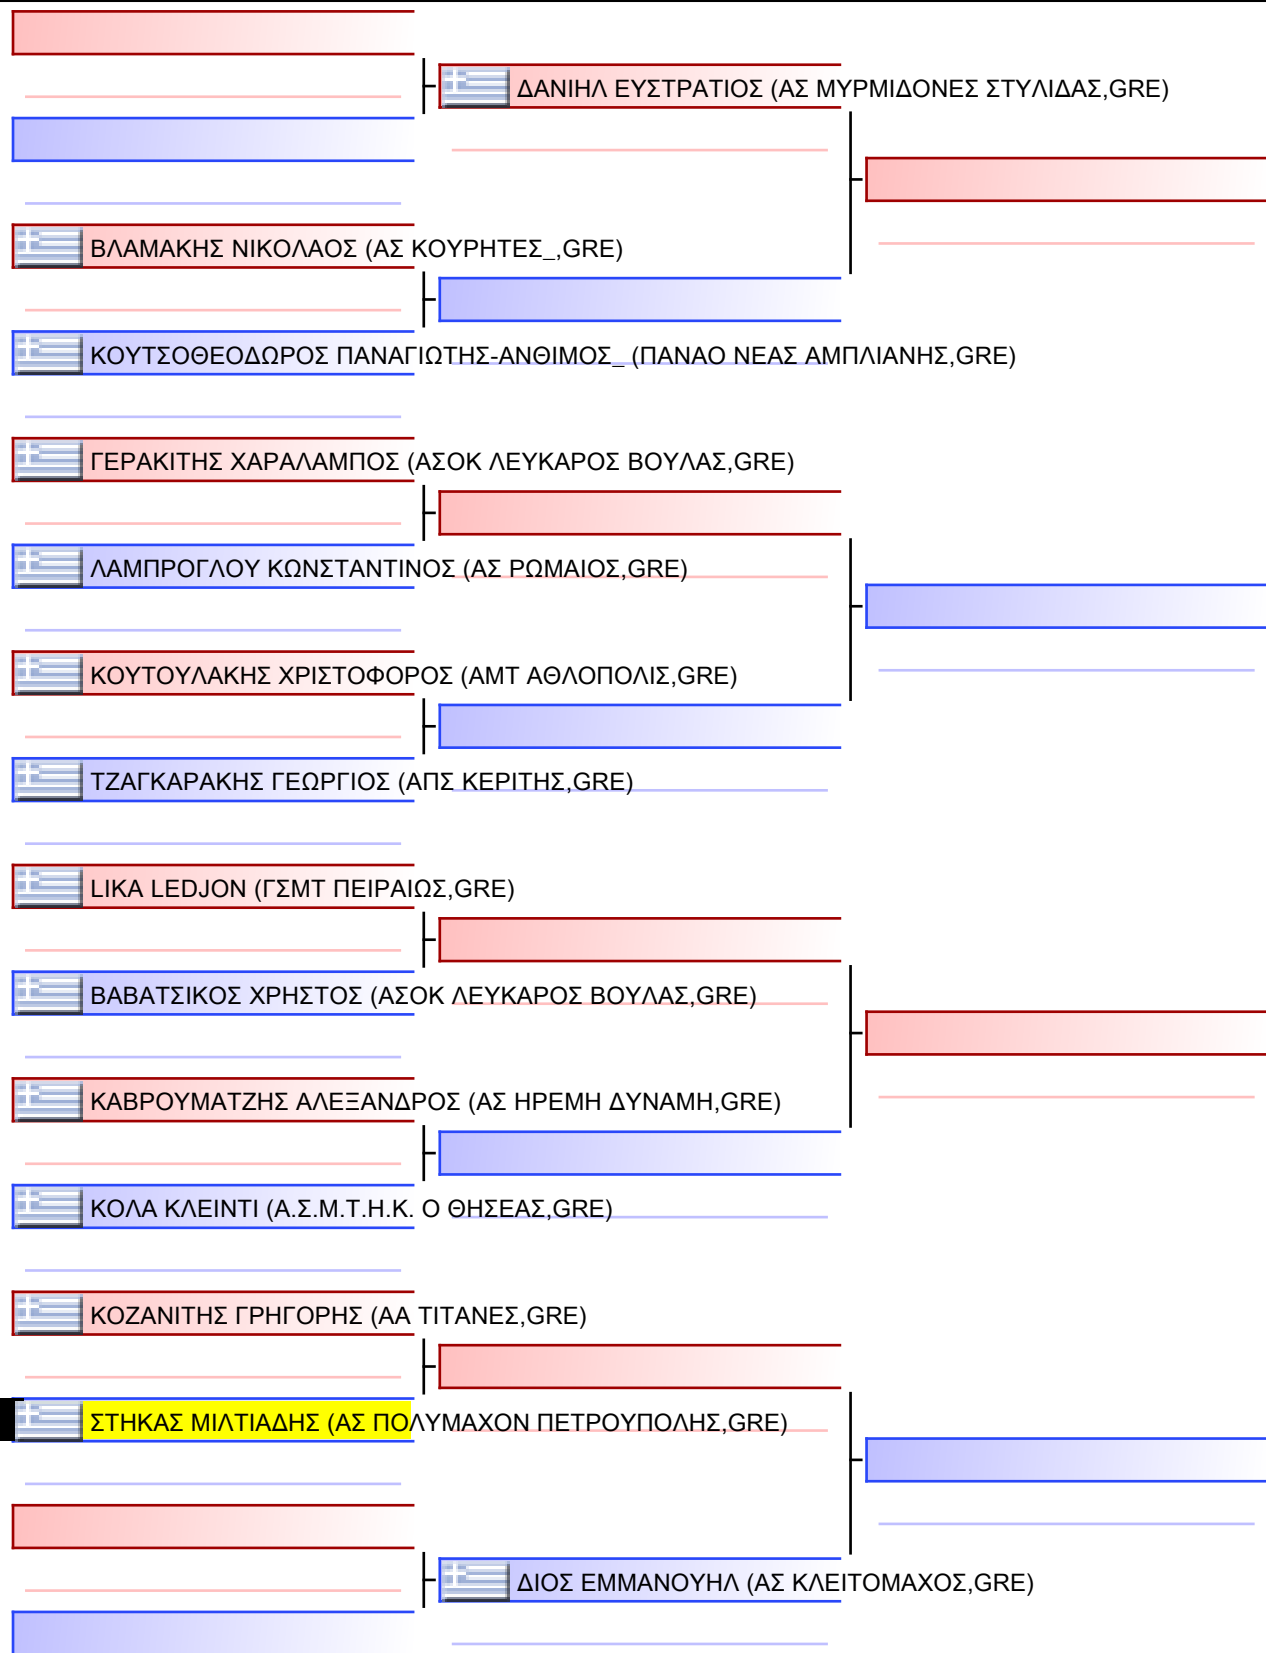 ΔΑΝΙΗΛ ΕΥΣΤΡΑΤΙΟΣ (ΑΣ ΜΥΡΜΙΔΟΝΕΣ ΣΤΥΛΙΔΑΣ,GRE)
ΒΛΑΜΑΚΗΣ ΝΙΚΟΛΑΟΣ (ΑΣ ΚΟΥΡΗΤΕΣ_,GRE)
ΚΟΥΤΣΟΘΕΟΔΩΡΟΣ ΠΑΝΑΓΙΩΤΗΣ-ΑΝΘΙΜΟΣ_ (ΠΑΝΑΟ ΝΕΑΣ ΑΜΠΛΙΑΝΗΣ,GRE)
ΓΕΡΑΚΙΤΗΣ ΧΑΡΑΛΑΜΠΟΣ (ΑΣΟΚ ΛΕΥΚΑΡΟΣ ΒΟΥΛΑΣ,GRE)
ΛΑΜΠΡΟΓΛΟΥ ΚΩΝΣΤΑΝΤΙΝΟΣ (ΑΣ ΡΩΜΑΙΟΣ,GRE)
ΚΟΥΤΟΥΛΑΚΗΣ ΧΡΙΣΤΟΦΟΡΟΣ (ΑΜΤ ΑΘΛΟΠΟΛΙΣ,GRE)
ΤΖΑΓΚΑΡΑΚΗΣ ΓΕΩΡΓΙΟΣ (ΑΠΣ ΚΕΡΙΤΗΣ,GRE)
LIKA LEDJON (ΓΣΜΤ ΠΕΙΡΑΙΩΣ,GRE)
ΒΑΒΑΤΣΙΚΟΣ ΧΡΗΣΤΟΣ (ΑΣΟΚ ΛΕΥΚΑΡΟΣ ΒΟΥΛΑΣ,GRE)
ΚΑΒΡΟΥΜΑΤΖΗΣ ΑΛΕΞΑΝΔΡΟΣ (ΑΣ ΗΡΕΜΗ ΔΥΝΑΜΗ,GRE)
ΚΟΛΑ ΚΛΕΙΝΤΙ (Α.Σ.Μ.Τ.Η.Κ. Ο ΘΗΣΕΑΣ,GRE)
ΚΟΖΑΝΙΤΗΣ ΓΡΗΓΟΡΗΣ (ΑΑ ΤΙΤΑΝΕΣ,GRE)
ΣΤΗΚΑΣ ΜΙΛΤΙΑΔΗΣ (ΑΣ ΠΟΛΥΜΑΧΟΝ ΠΕΤΡΟΥΠΟΛΗΣ,GRE)
ΔΙΟΣ ΕΜΜΑΝΟΥΗΛ (ΑΣ ΚΛΕΙΤΟΜΑΧΟΣ,GRE)